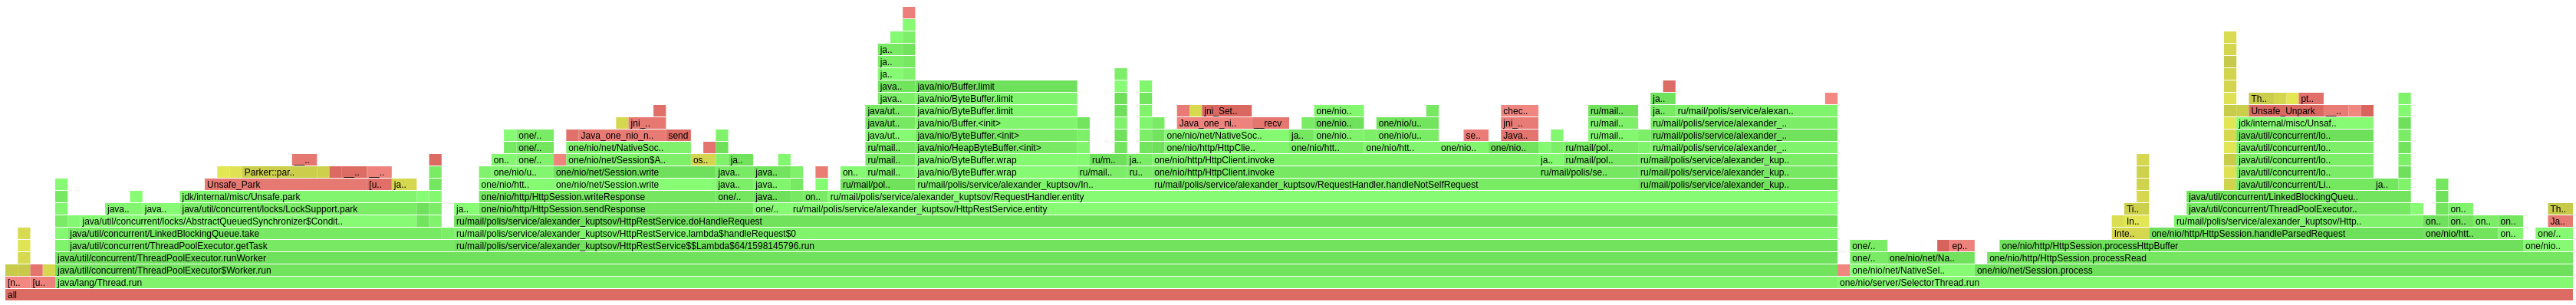 java.. java/nio/Buffer.limit
ja..
ja..
ja..
java.. java/nio/ByteBuffer.limit
java/ut.. java/nio/ByteBuffer.limit jni_Set.. one/nio.. chec.. ru/mail.. ja.. ru/mail/polis/service/alexan.. Th.. pt..
Unsafe_Unpark __..
jni_.. java/ut.. java/nio/Buffer.<init> Java_one_ni.. __recv one/nio.. one/nio/u.. jni_.. ru/mail.. ru/mail/polis/service/alexander_.. jdk/internal/misc/Unsaf..
one/.. Java_one_nio_n.. send java/ut.. java/nio/ByteBuffer.<init> one/nio/net/NativeSoc.. ja.. one/nio.. one/nio/u.. se.. Java.. ru/mail.. ru/mail/polis/service/alexander_.. java/util/concurrent/lo..
one/.. one/nio/net/NativeSoc.. ru/mail.. java/nio/HeapByteBuffer.<init> one/nio/http/HttpClie.. one/nio/htt.. one/nio/htt.. one/nio.. one/nio.. ru/mail/pol.. ru/mail/polis/service/alexander_.. java/util/concurrent/lo..
__.. on.. one/.. one/nio/net/Session$A.. os.. ja.. ru/mail.. java/nio/ByteBuffer.wrap ru/m.. ja.. one/nio/http/HttpClient.invoke ja.. ru/mail/pol.. ru/mail/polis/service/alexander_kup.. java/util/concurrent/lo..
Parker::par.. __.. __.. one/nio/u.. one/nio/net/Session.write java.. java.. on.. ru/mail.. java/nio/ByteBuffer.wrap ru/mail.. ru.. one/nio/http/HttpClient.invoke ru/mail/polis/se.. ru/mail/polis/service/alexander_kup.. java/util/concurrent/lo..
Unsafe_Park [u.. ja.. one/nio/htt.. one/nio/net/Session.write java.. java.. ru/mail/pol.. ru/mail/polis/service/alexander_kuptsov/In.. ru/mail/polis/service/alexander_kuptsov/RequestHandler.handleNotSelfRequest ru/mail/polis/service/alexander_kup.. java/util/concurrent/Li.. ja..
jdk/internal/misc/Unsafe.park one/nio/http/HttpSession.writeResponse one/.. java.. on.. ru/mail/polis/service/alexander_kuptsov/RequestHandler.entity java/util/concurrent/LinkedBlockingQueu..
java.. java.. java/util/concurrent/locks/LockSupport.park ja.. one/nio/http/HttpSession.sendResponse one/.. ru/mail/polis/service/alexander_kuptsov/HttpRestService.entity Ti.. java/util/concurrent/ThreadPoolExecutor.. on.. Th..
java/util/concurrent/locks/AbstractQueuedSynchronizer$Condit.. ru/mail/polis/service/alexander_kuptsov/HttpRestService.doHandleRequest In.. ru/mail/polis/service/alexander_kuptsov/Http.. on.. on.. on.. on.. Ja..
java/util/concurrent/LinkedBlockingQueue.take ru/mail/polis/service/alexander_kuptsov/HttpRestService.lambda$handleRequest$0 Inte.. one/nio/http/HttpSession.handleParsedRequest one/nio/htt.. on.. one/..
java/util/concurrent/ThreadPoolExecutor.getTask ru/mail/polis/service/alexander_kuptsov/HttpRestService$$Lambda$64/1598145796.run one/.. ep.. one/nio/http/HttpSession.processHttpBuffer one/nio..
java/util/concurrent/ThreadPoolExecutor.runWorker one/.. one/nio/net/Na.. one/nio/http/HttpSession.processRead
java/util/concurrent/ThreadPoolExecutor$Worker.run one/nio/net/NativeSel.. one/nio/net/Session.process
[n.. [u.. java/lang/Thread.run one/nio/server/SelectorThread.run
all